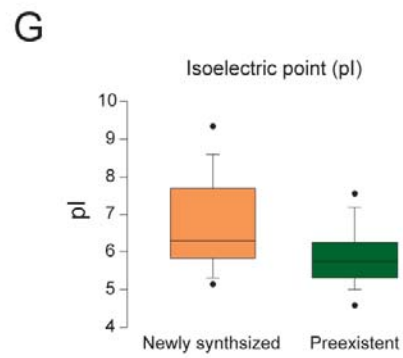 G
Isoelectric point (pI)
10
9
8
7
6
5
4
pI
Newly synthsized
Preexistent